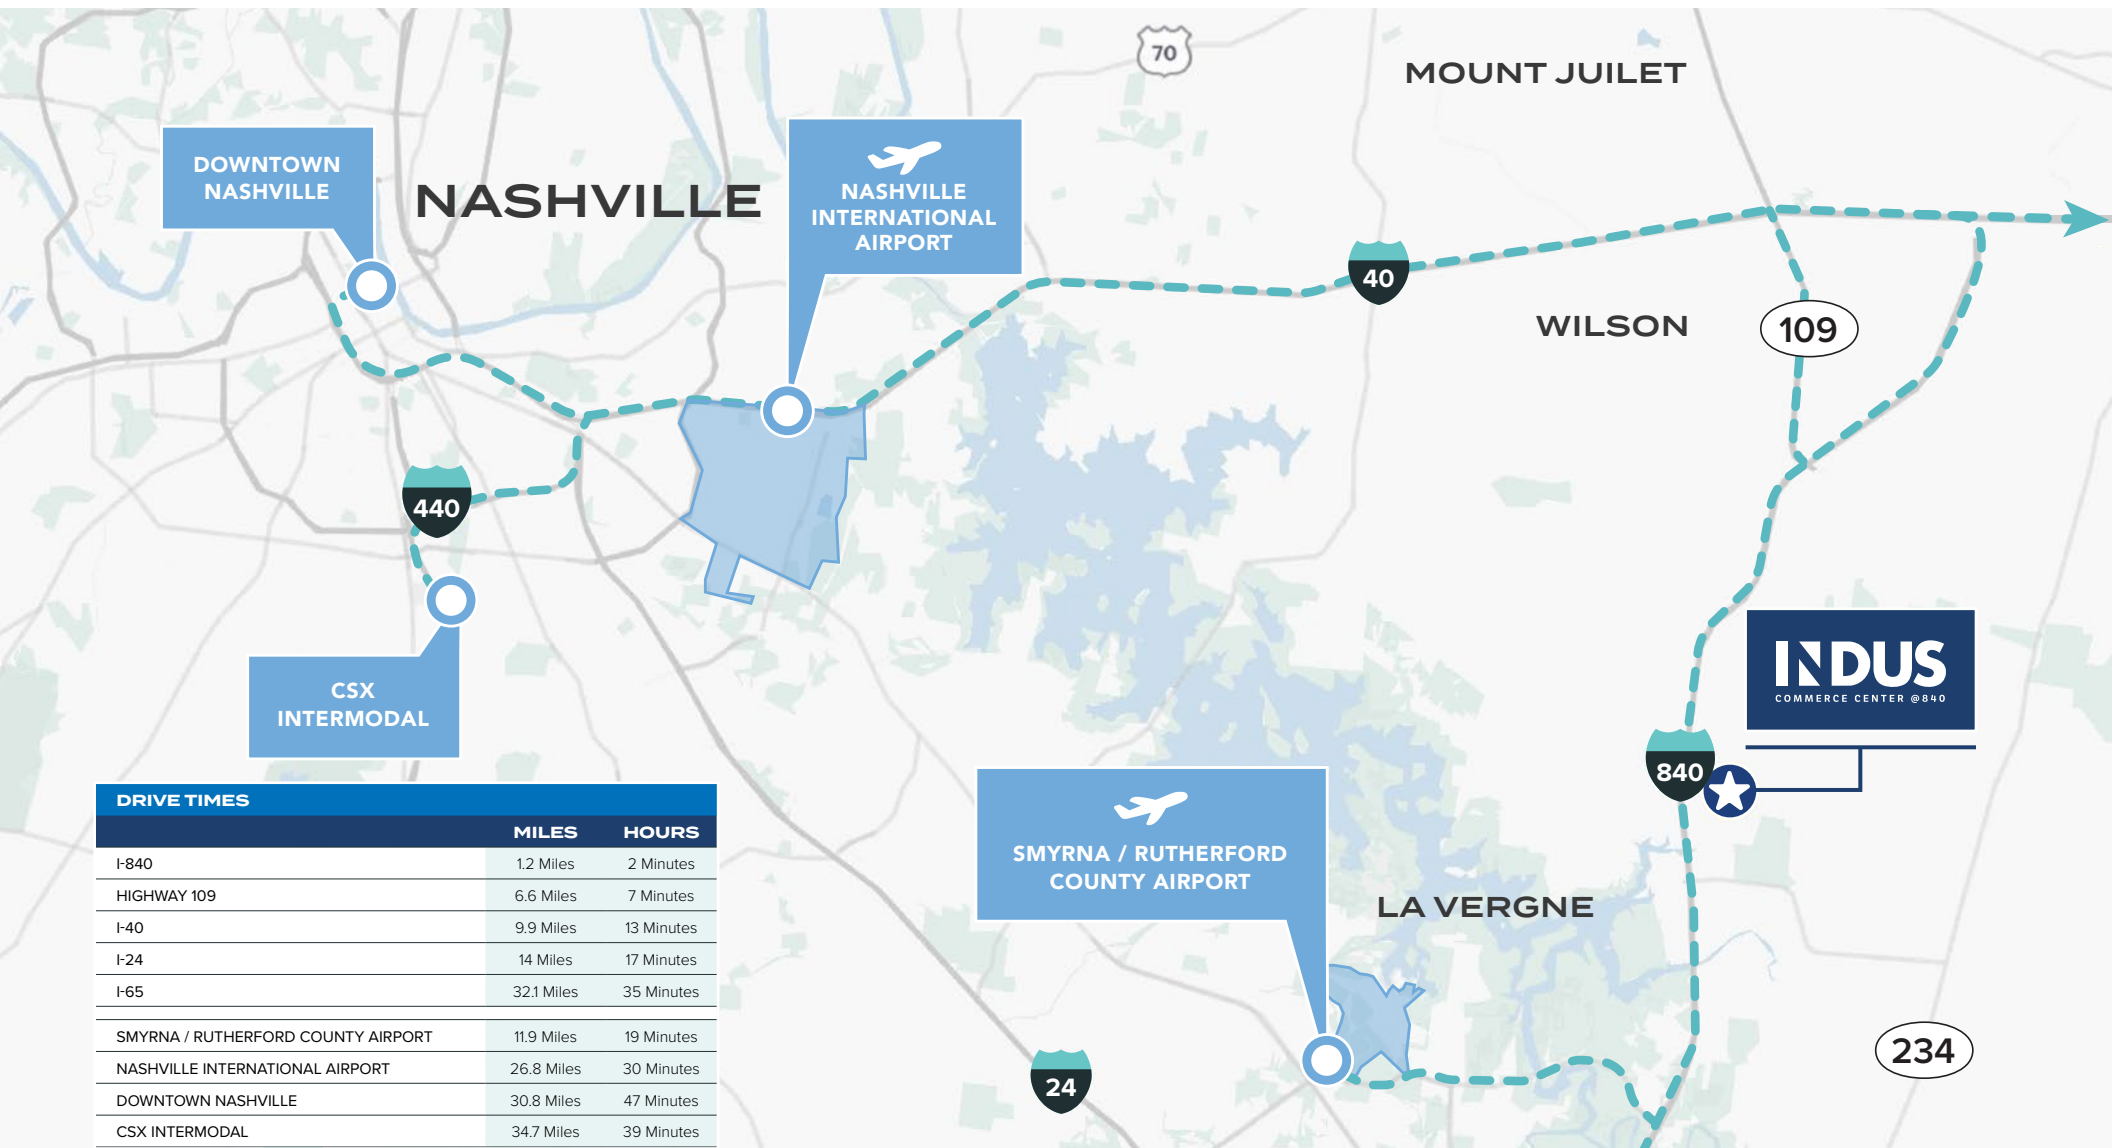 70
MOUNT JUILET
DOWNTOWN
NASHVILLE
NASHVILLE
NASHVILLE
INTERNATIONAL
AIRPORT
40
WILSON
109
440
CSX
INTERMODAL
INDUS
COMMERCE CENTER @840
840
SMYRNA / RUTHERFORD
COUNTY AIRPORT
LA VERGNE
234
24
DRIVE TIMES
MILES HOURS
I-840 1.2 Miles 2 Minutes
HIGHWAY 109 6.6 Miles 7 Minutes
I-40 9.9 Miles 13 Minutes
I-24 14 Miles 17 Minutes
I-65 32.1 Miles 35 Minutes
SMYRNA / RUTHERFORD COUNTY AIRPORT 11.9 Miles 19 Minutes
NASHVILLE INTERNATIONAL AIRPORT 26.8 Miles 30 Minutes
DOWNTOWN NASHVILLE 30.8 Miles 47 Minutes
CSX INTERMODAL 34.7 Miles 39 Minutes